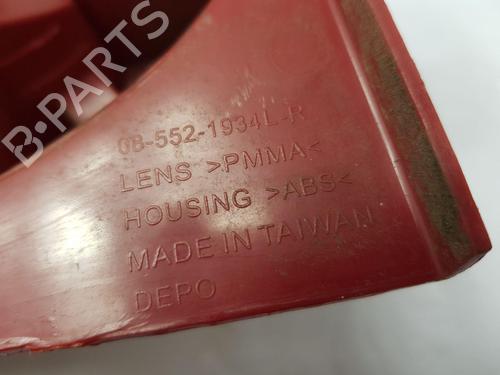 B-PARTS
08-552-1934L-R
LENS >PMMA<
HOUSING >ABS<
MADE IN TAIWAN
DEPO